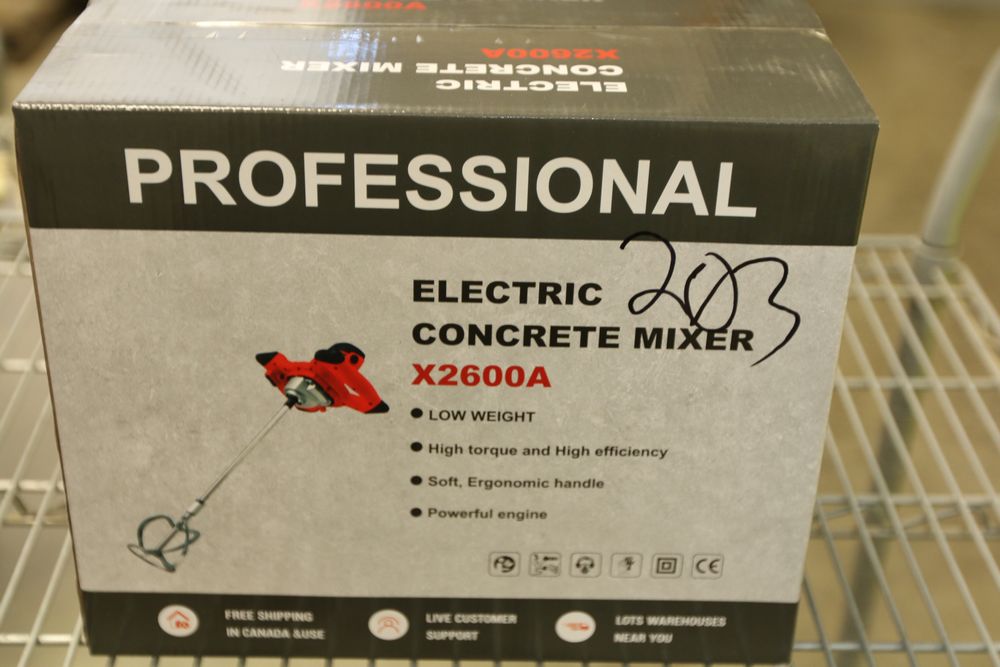 X2600A
ELECTRIC
CONCRETE MIXER
X2600A
PROFESSIONAL
203
ELECTRIC
CONCRETE MIXER
X2600A
LOW WEIGHT
High torque and High efficiency
Soft, Ergonomic handle
Powerful engine
CE
FREE SHIPPING
IN CANADA &USE
LIVE CUSTOMER
SUPPORT
LOTS WAREHOUSES
NEAR YOU